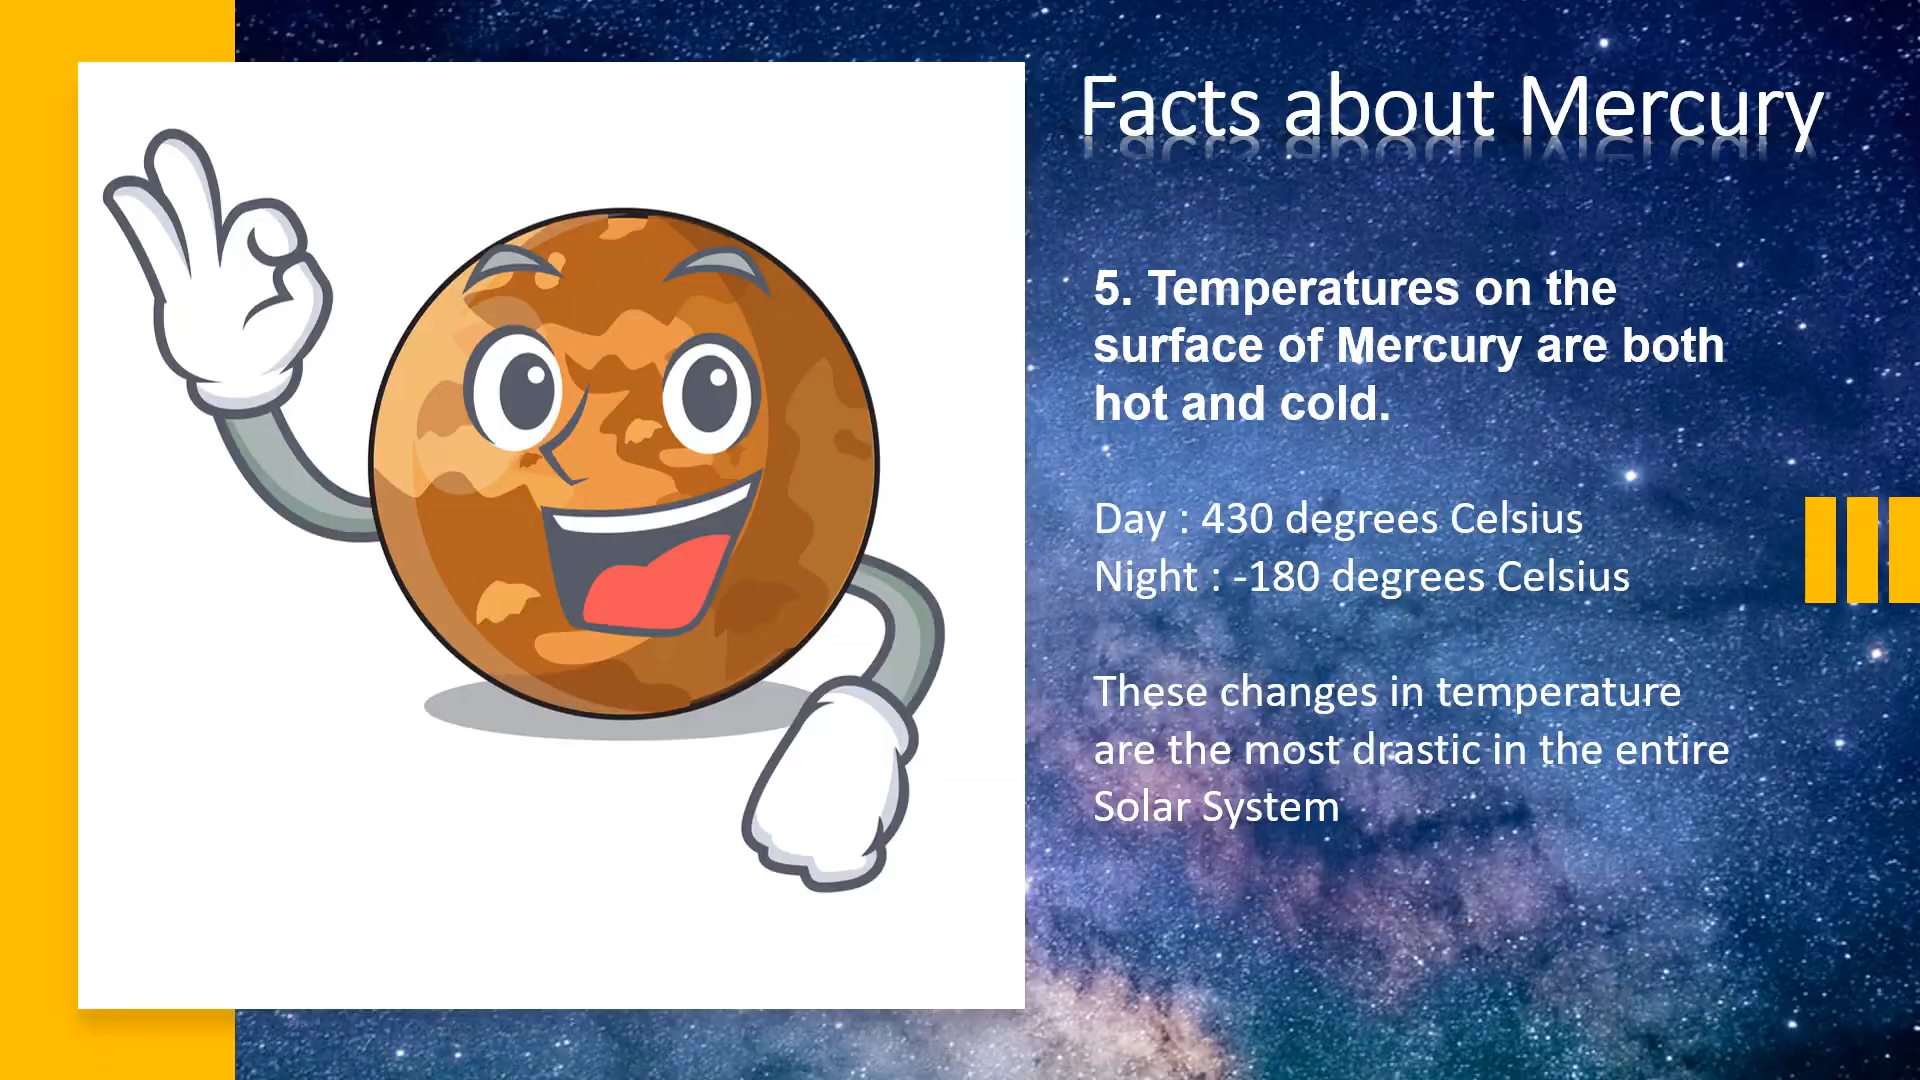 Facts about Mercury
5. Temperatures on the
surface of Mercury are both
hot and cold.
Day : 430 degrees Celsius
Night : -180 degrees Celsius
These changes in temperature
are the most drastic in the entire
Solar System